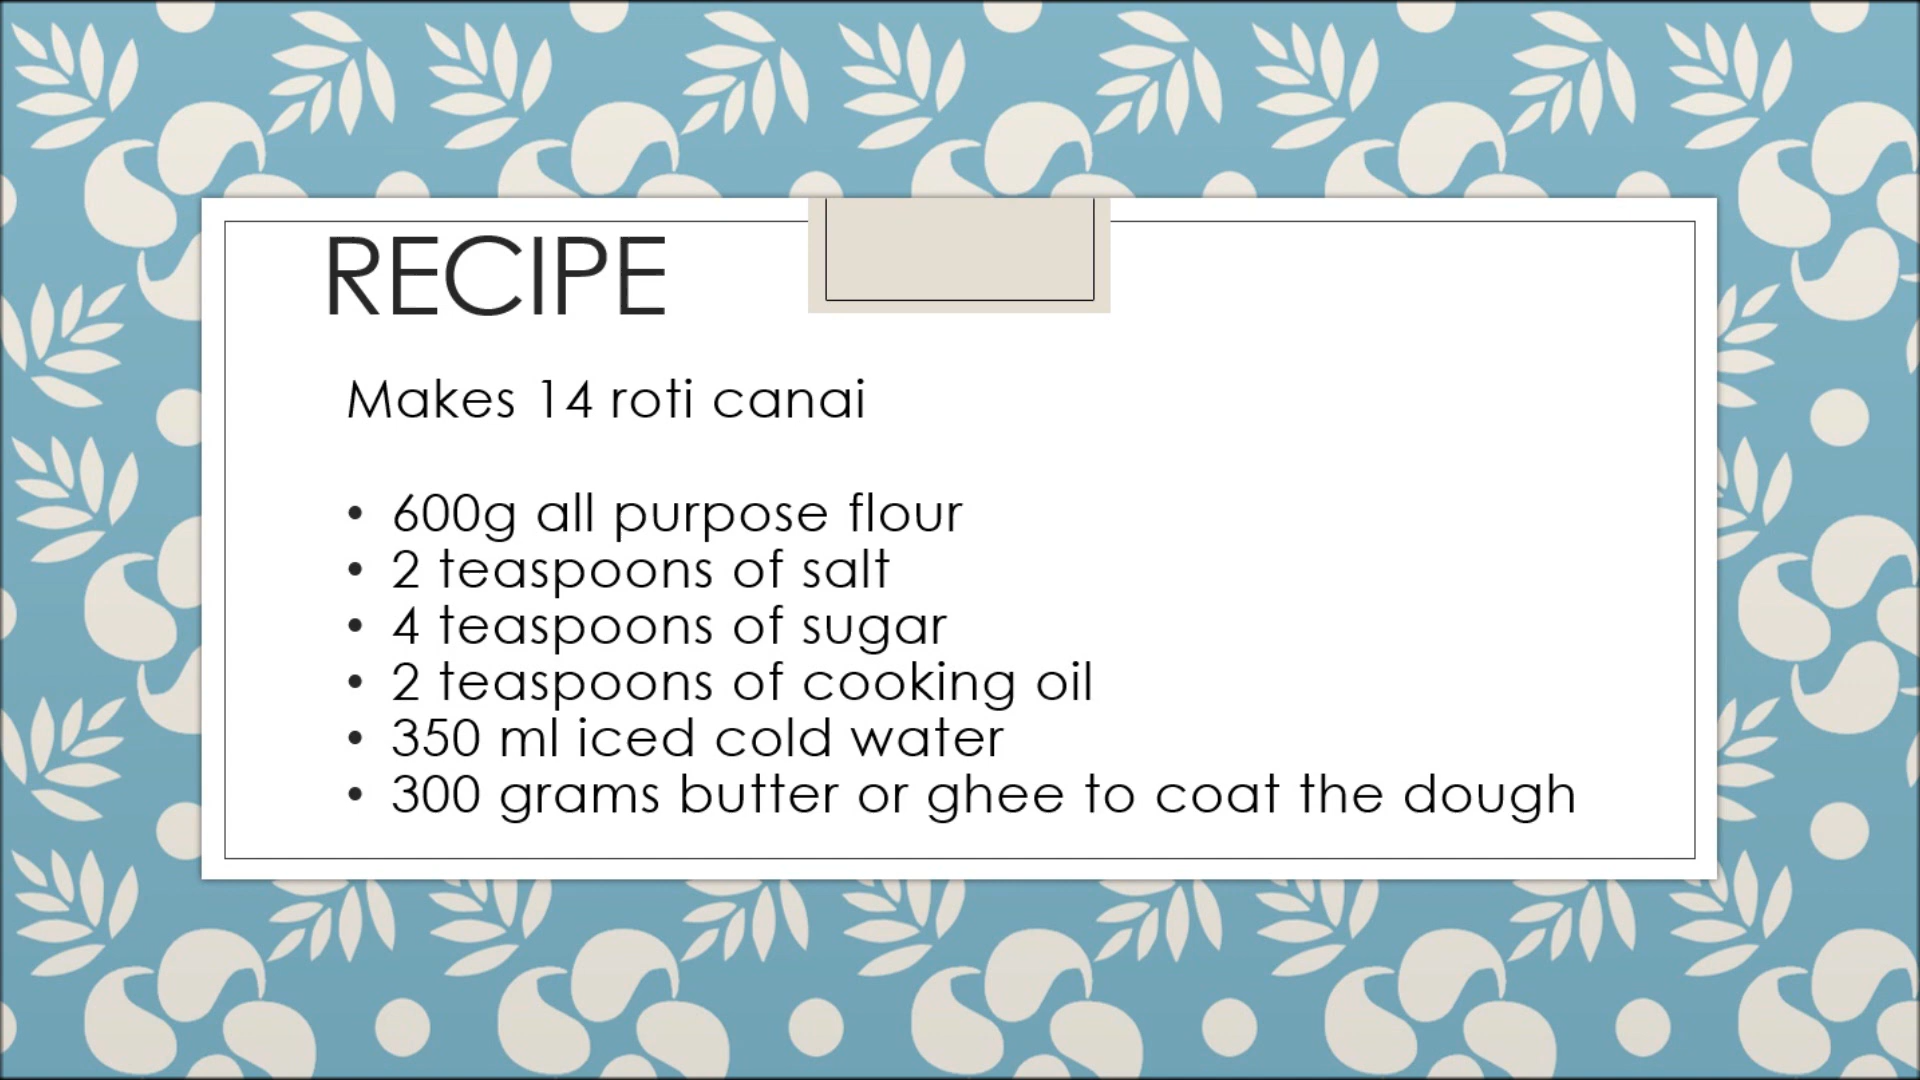 RECIPE
Makes 14 roti canai
• 600g all purpose flour
• 2 teaspoons of salt
• 4 teaspoons of sugar
• 2 teaspoons of cooking oil
• 350 ml iced cold water
• 300 grams butter or ghee to coat the dough